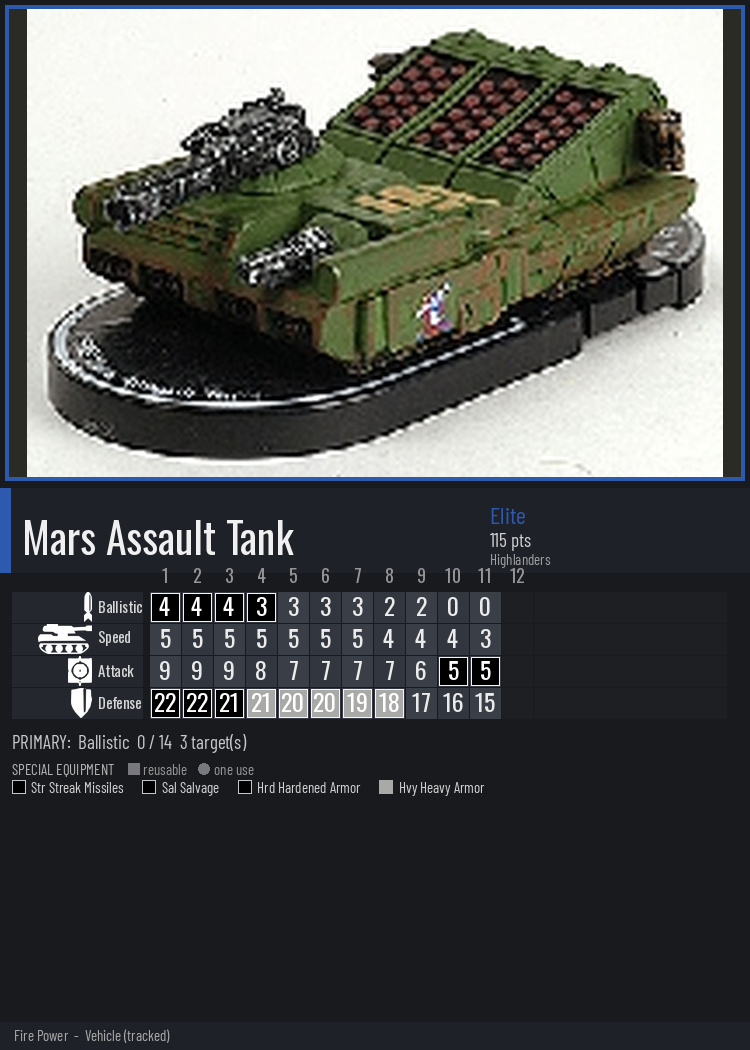 Mars Assault Tank
Elite
115 pts
Highlanders
1 2 3 4 5 6 7 8 9 10 11 12
Ballistic 4 4 4 3 3 3 3 2 2 0 0
Speed 5 5 5 5 5 5 5 4 4 4 3
Attack 9 9 9 8 7 7 7 7 6 5 5
Defense 22 22 21 21 20 20 19 18 17 16 15
PRIMARY: Ballistic 0 / 14 3 target(s)
SPECIAL EQUIPMENT reusable one use
Str Streak Missiles Sal Salvage Hrd Hardened Armor Hvy Heavy Armor
Fire Power - Vehicle (tracked)